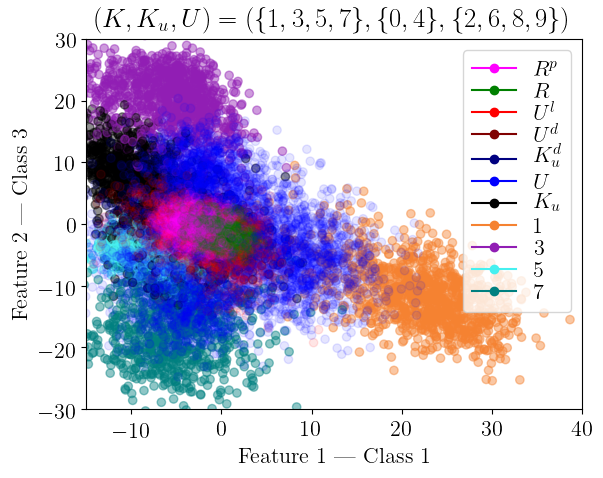 (K, K_u, U) = ({1, 3, 5, 7}, {0, 4}, {2, 6, 8, 9})
30
20
10
0
−10
−20
−30
Feature 2 — Class 3
−10
0
10
20
30
40
Feature 1 — Class 1
R^p
R
U^l
U^d
K_u^d
U
K_u
1
3
5
7